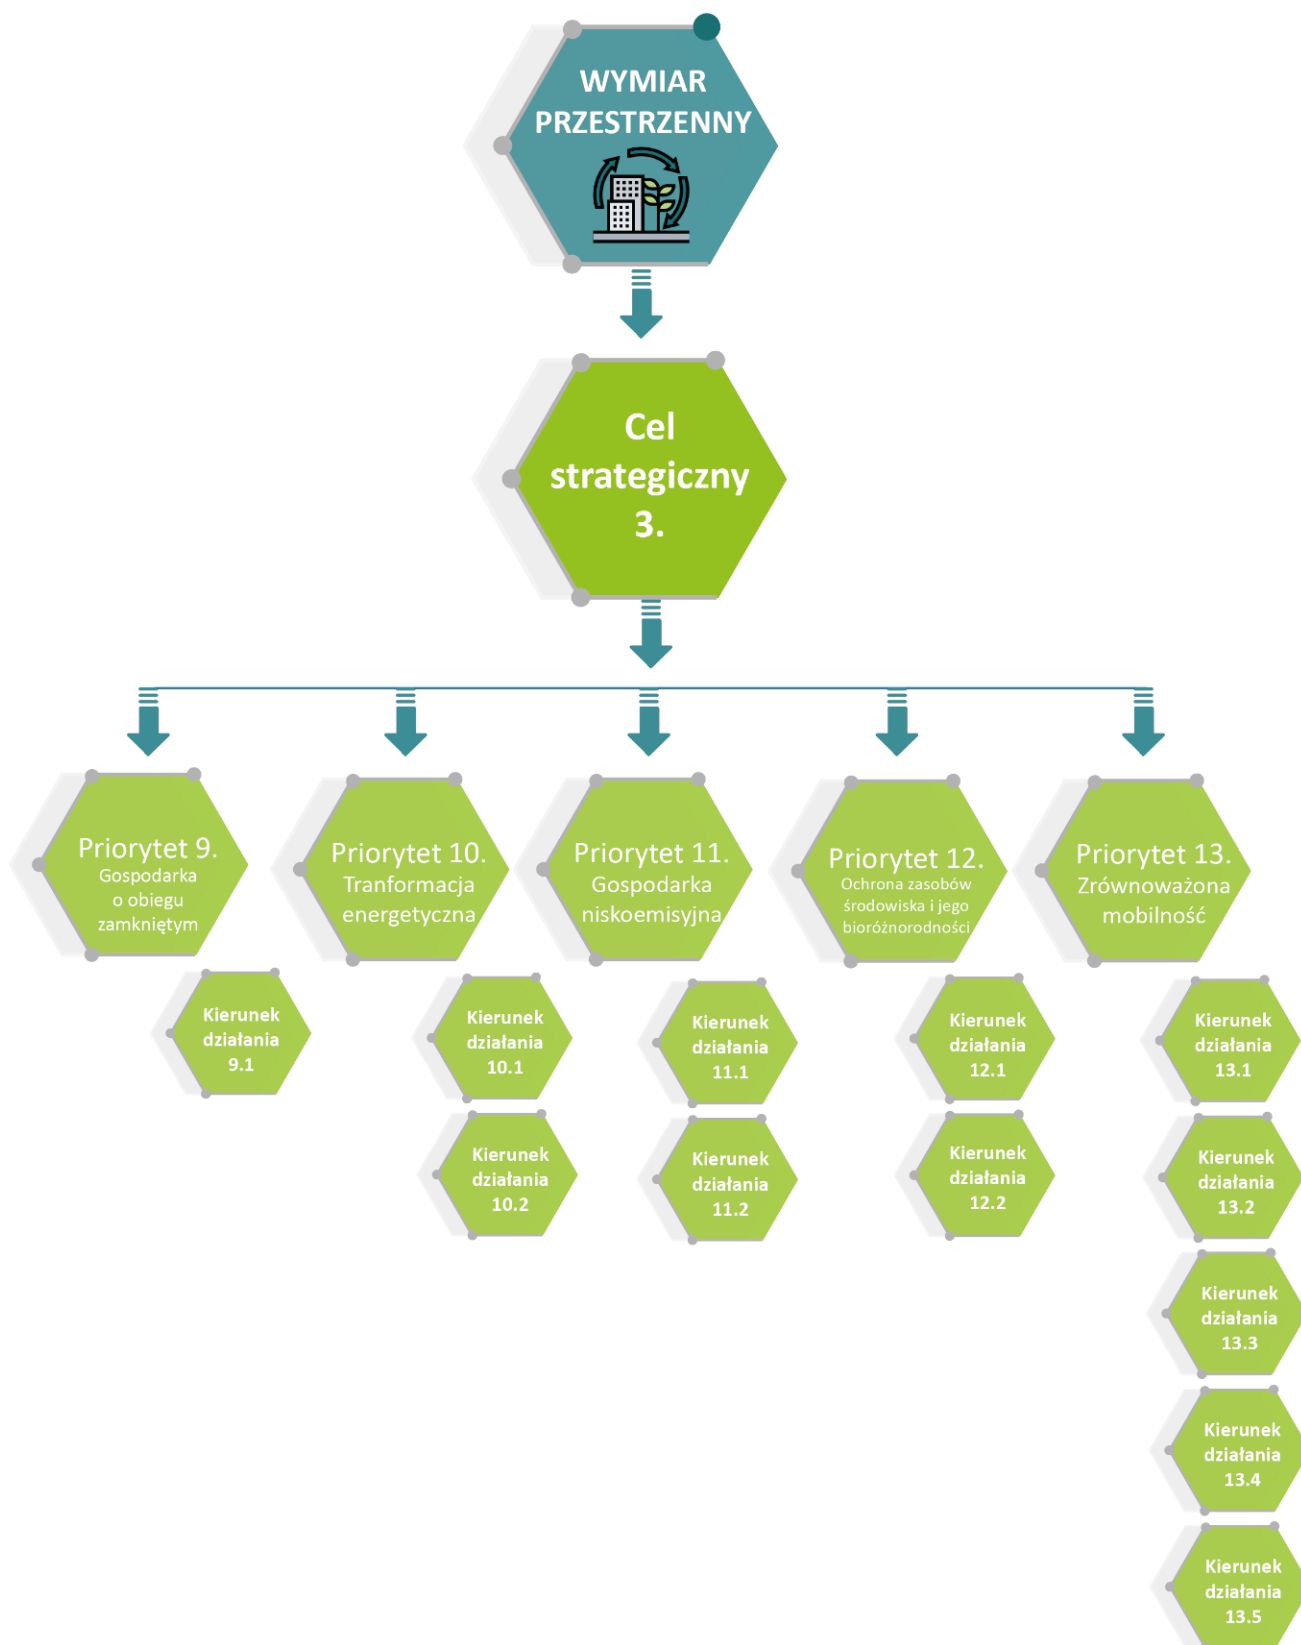 WYMIAR
PRZESTRZENNY
Cel
strategiczny
3.
Priorytet 9.
Gospodarka
o obiegu
zamkniętym
Priorytet 10.
Tranformacja
energetyczna
Priorytet 11.
Gospodarka
niskoemisyjna
Priorytet 12.
Ochrona zasobów
środowiska i jego
bioróżnorodności
Priorytet 13.
Zrównoważona
mobilność
Kierunek
działania
9.1
Kierunek
działania
10.1
Kierunek
działania
10.2
Kierunek
działania
11.1
Kierunek
działania
11.2
Kierunek
działania
12.1
Kierunek
działania
12.2
Kierunek
działania
13.1
Kierunek
działania
13.2
Kierunek
działania
13.3
Kierunek
działania
13.4
Kierunek
działania
13.5